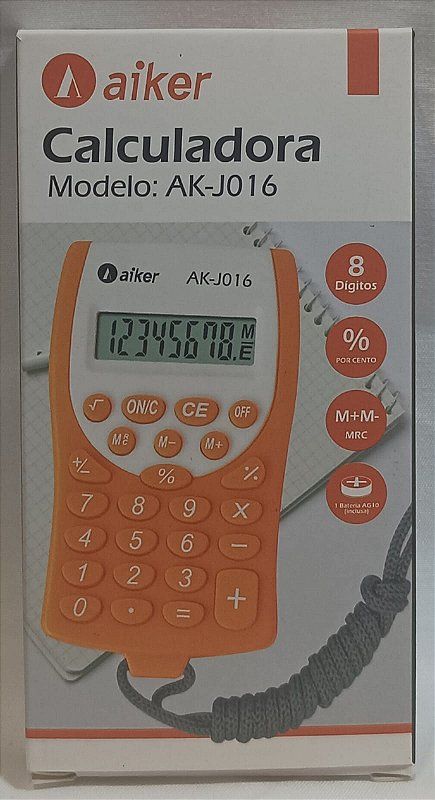 aiker
Calculadora
Modelo: AK-J016
aiker AK-J016
12345678. M
E
8
Dígitos
%
POR CENTO
M+M-
MRC
1 Bateria AG10
(inclusa)
√ ON/C CE OFF
MR M- M+
+/- % ⁒
7 8 9 X
4 5 6 -
1 2 3 +
0 . =